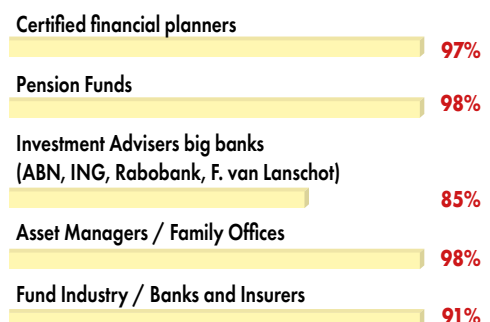 Certified financial planners
97%
Pension Funds
98%
Investment Advisers big banks
(ABN, ING, Rabobank, F. van Lanschot)
85%
Asset Managers / Family Offices
98%
Fund Industry / Banks and Insurers
91%